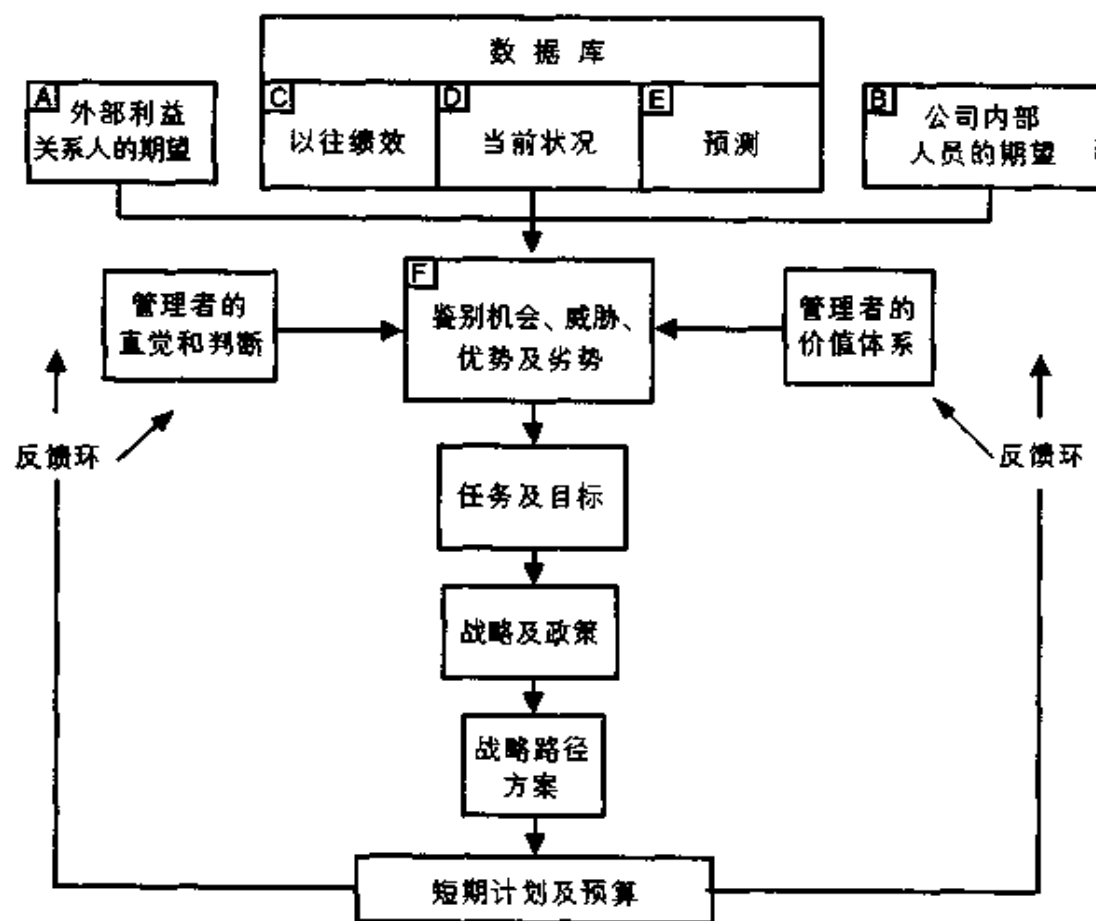 数据库
A
外部利益
关系人的期望
C
以往绩效
D
当前状况
E
预测
B
公司内部
人员的期望
管理者的
直觉和判断
F
鉴别机会、威胁、
优势及劣势
管理者的
价值体系
反馈环
反馈环
任务及目标
战略及政策
战略路径
方案
短期计划及预算